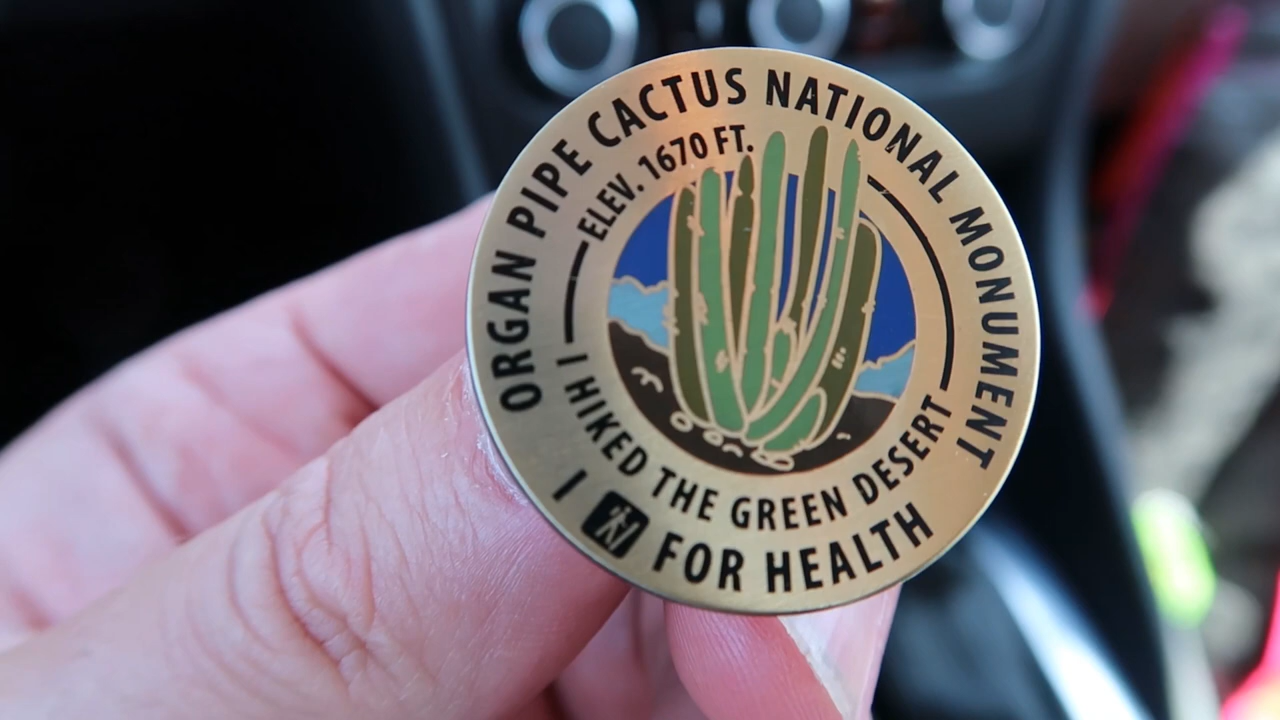 ORGAN PIPE CACTUS NATIONAL MONUMENT
ELEV. 1670 FT.
I HIKED THE GREEN DESERT
I FOR HEALTH